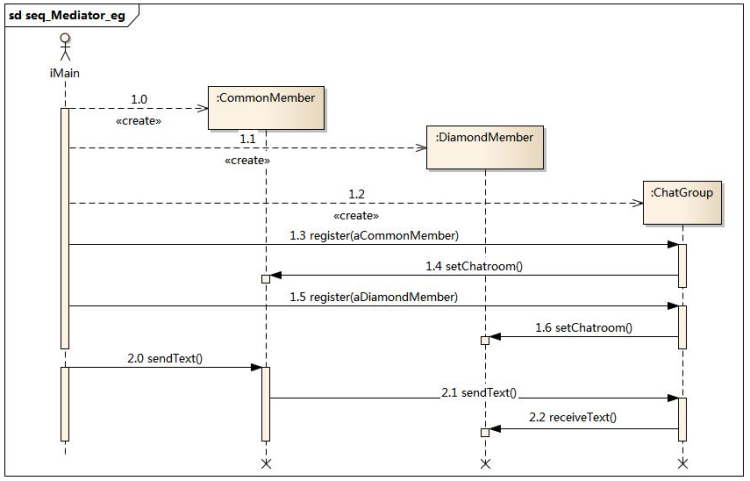 sd seq_Mediator_eg
iMain
1.0
«create»
:CommonMember
1.1
«create»
:DiamondMember
1.2
«create»
:ChatGroup
1.3 register(aCommonMember)
1.4 setChatroom()
1.5 register(aDiamondMember)
1.6 setChatroom()
2.0 sendText()
2.1 sendText()
2.2 receiveText()